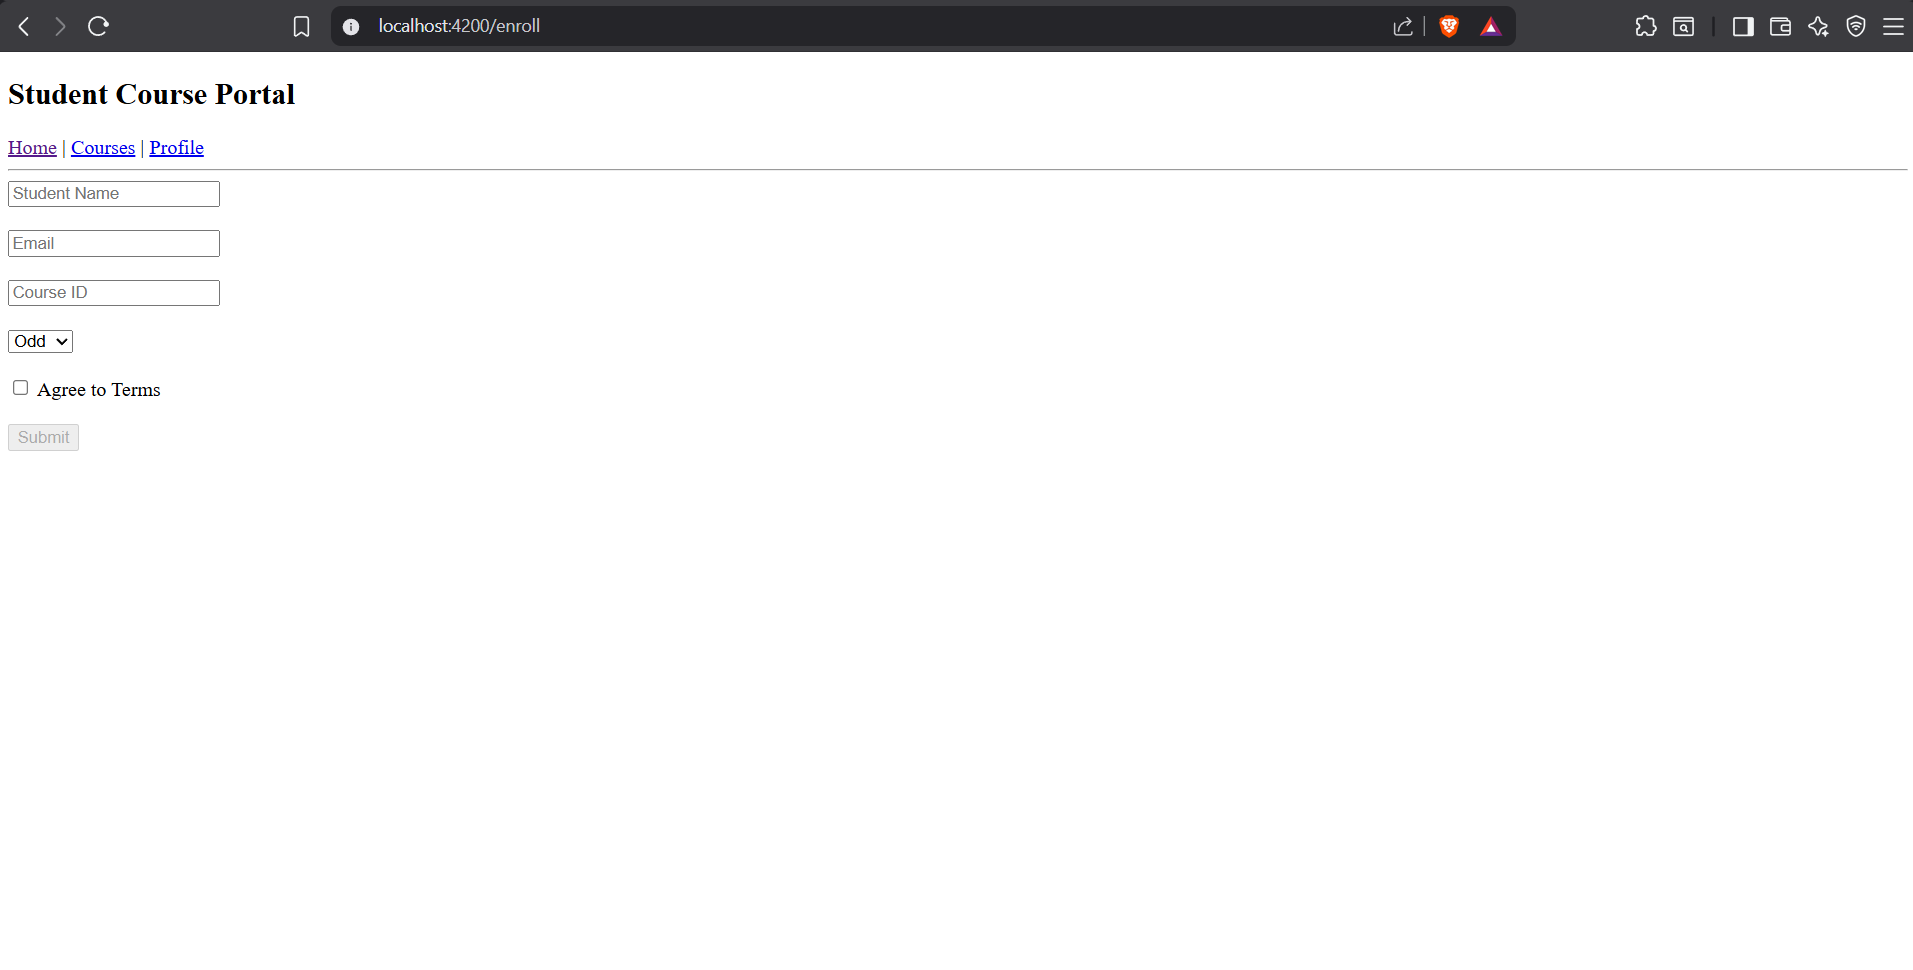 localhost:4200/enroll
Student Course Portal
Home | Courses | Profile
Student Name
Email
Course ID
Odd
Agree to Terms
Submit